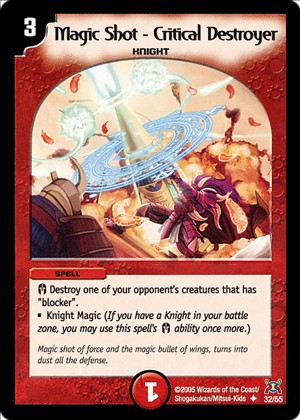 3
Magic Shot - Critical Destroyer
KNIGHT
SPELL
Destroy one of your opponent's creatures that has
"blocker".
▪ Knight Magic (If you have a Knight in your battle
zone, you may use this spell's ability once more.)
Magic shot of force and the magic bullet of wings, turns into
dust all the defense.
1
©2005 Wizards of the Coast/
Shogakukan/Mitsui-Kids 32/55